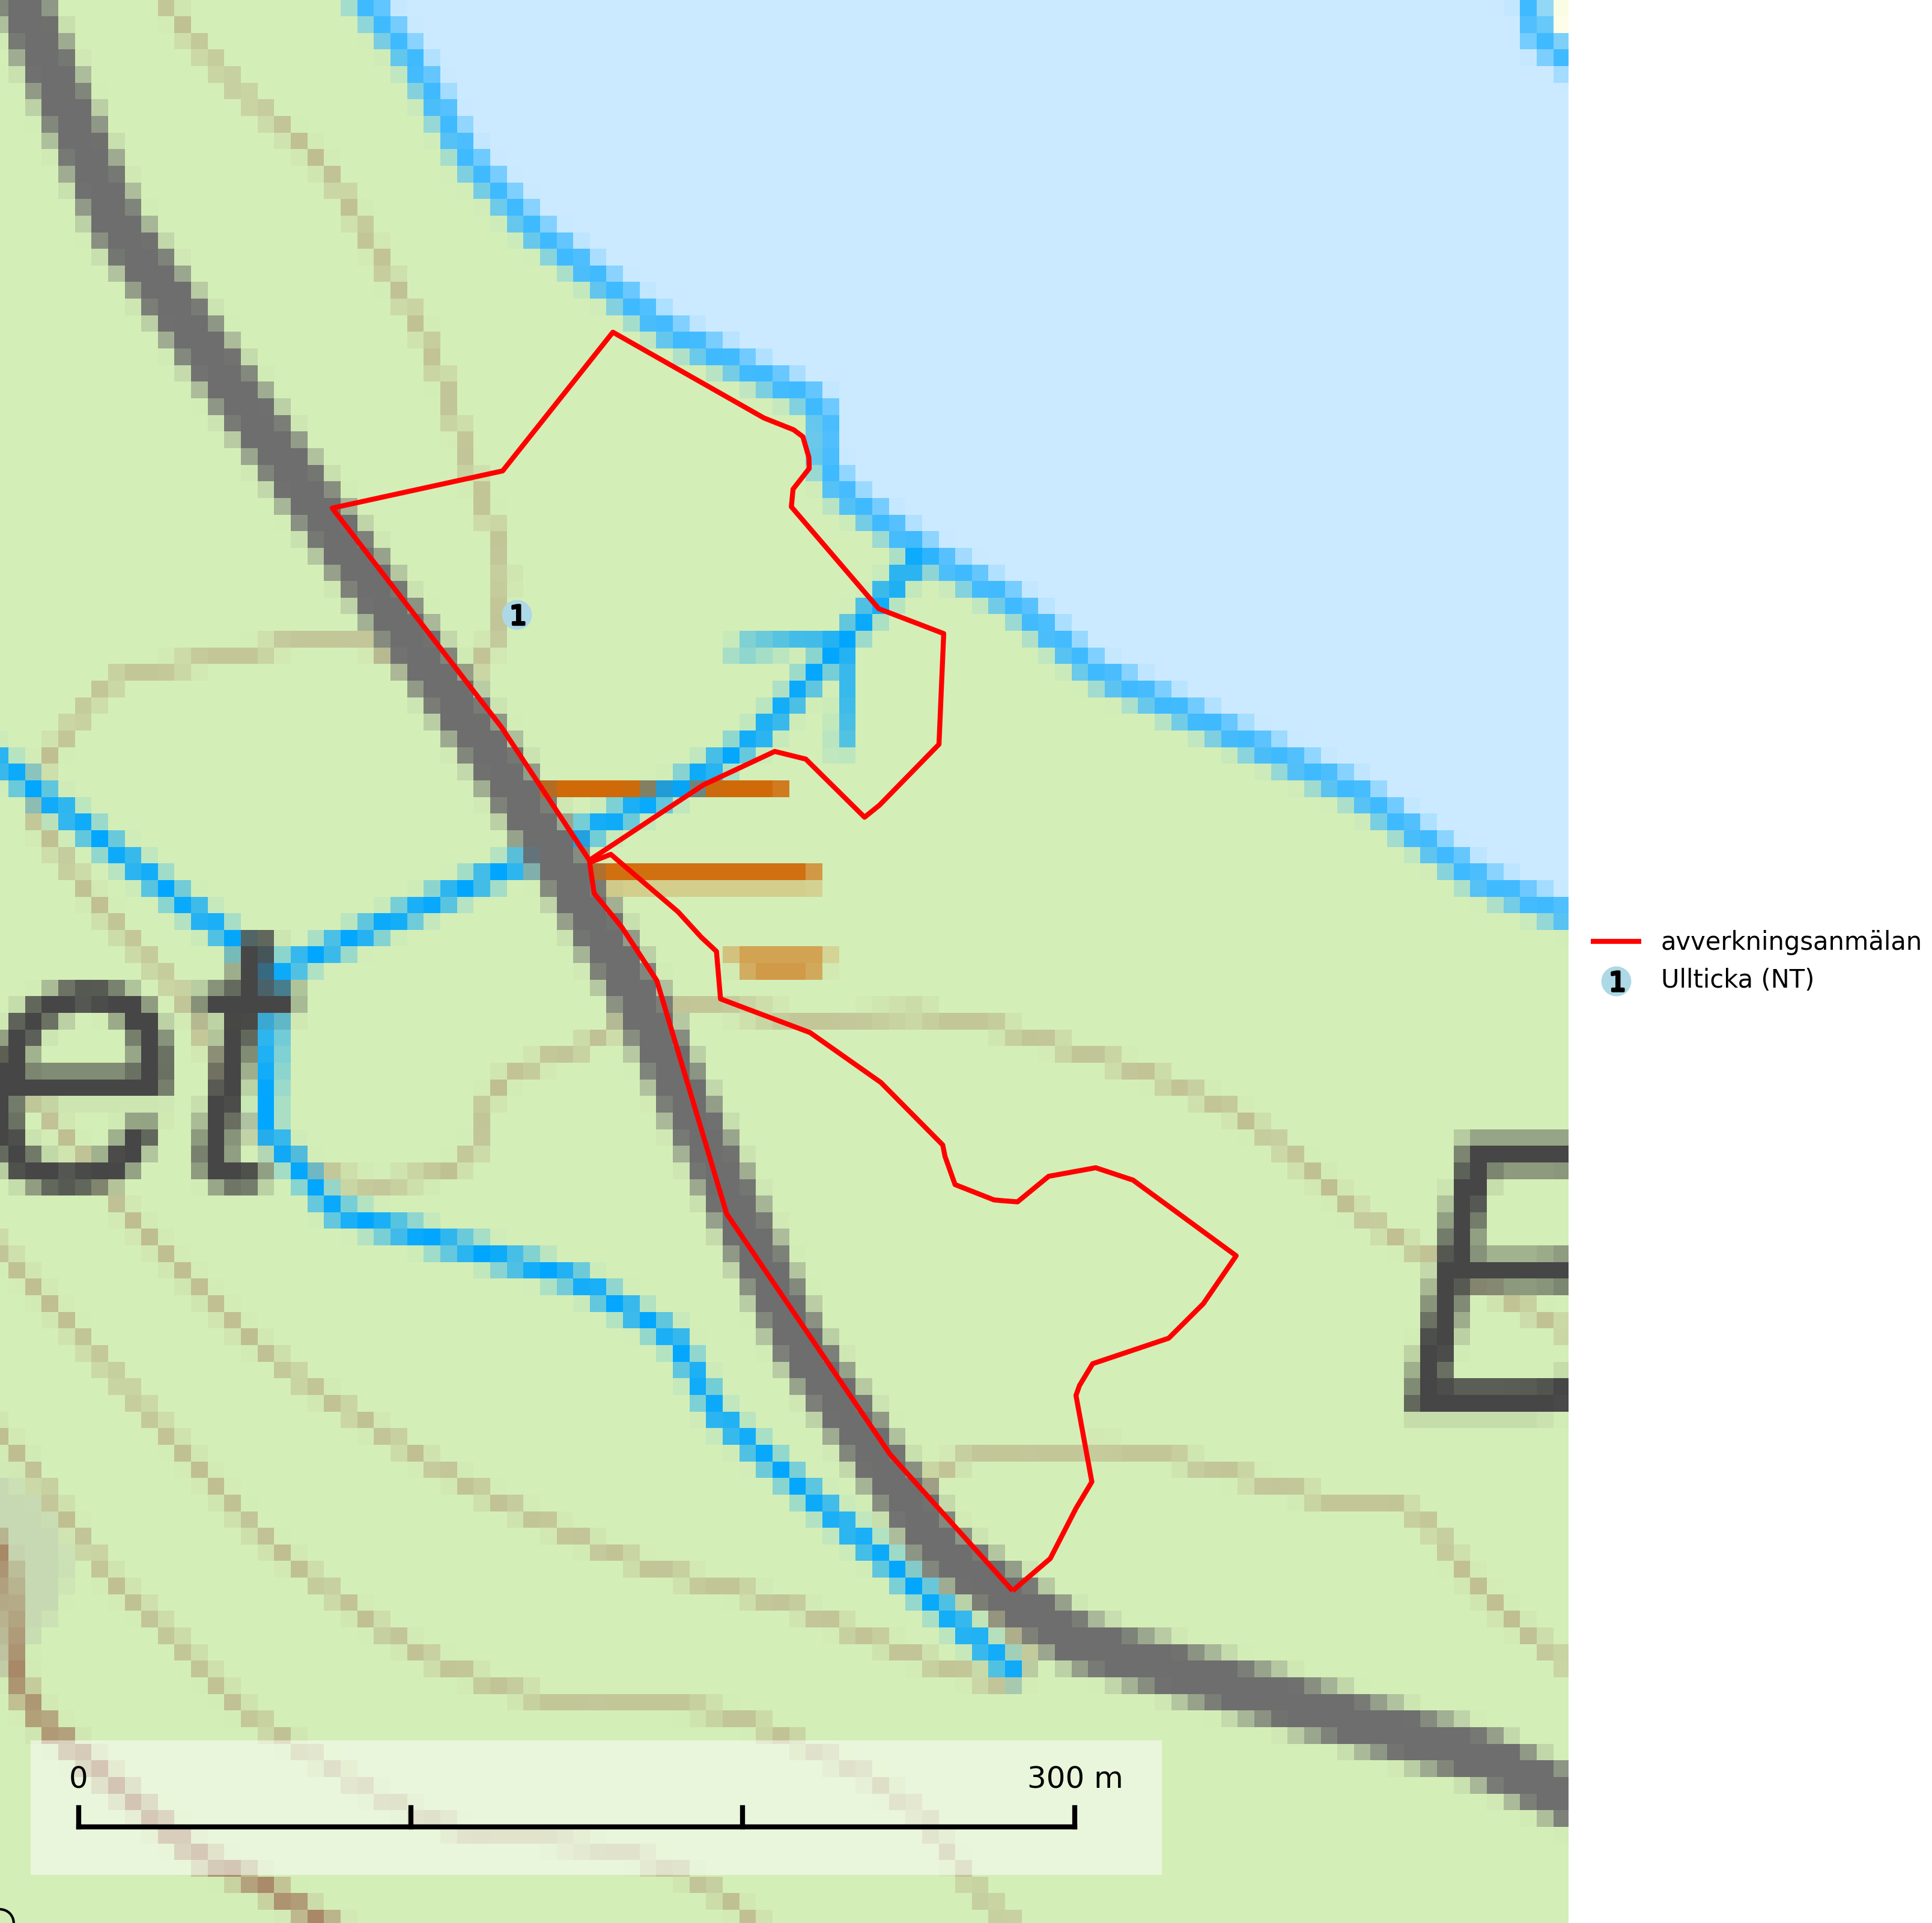 1
et
E
0 300 m
avverkningsanmälan
1 Ullticka (NT)